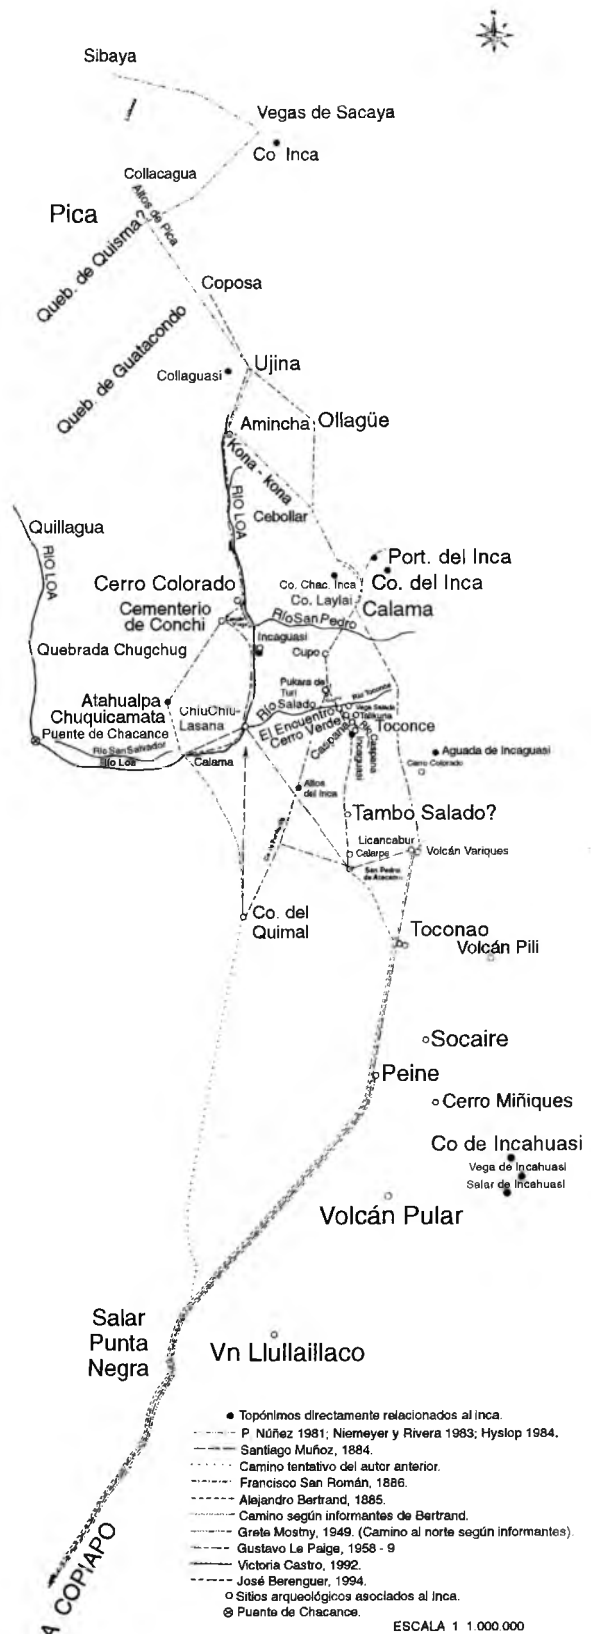 Sibaya
Vegas de Sacaya
Co Inca
Collacagua
Altos de Pica
Pica
Queb. de Quisma?
Coposa
Queb. de Guatacondo
Ujina
Collaguasi
Amincha
Ollagüe
Kona - kona
RIO LOA
Cebollar
Quillagua
RIO LOA
Port. del Inca
Cerro Colorado
Co. Chac. Inca
Co. del Inca
Co. Laylai
Calama
Cementerio
de Conchi
Río San Pedro
Incaguasi
Quebrada Chugchug
Cupo
Pukara de
Turi
Río Toconce
Atahualpa
Chuquicamata
ChiuChiu-
Lasana
Río
Salado
Vega Salada
Puente de Chacance
El Encuentro
Cerro Verde
Caspana
Toconce
Incaguasi
Río San Salvador
Río Loa
Calama
Aguada de Incaguasi
Cerro Colorado
Altos
del Inca
Tambo Salado?
Licancabur
Volcán Variques
Catarpe
San Pedro
de Atacama
Co. del
Quimal
Toconao
Volcán Pili
Socaire
Peine
Cerro Miñiques
Co de Incahuasi
Vega de Incahuasi
Salar de Incahuasi
Volcán Pular
Salar
Punta
Negra
Vn Llullaillaco
A COPIAPO
Topónimos directamente relacionados al Inca.
P. Núñez 1981; Niemeyer y Rivera 1983; Hyslop 1984.
Santiago Muñoz, 1884.
Camino tentativo del autor anterior.
Francisco San Román, 1886.
Alejandro Bertrand, 1885.
Camino según informantes de Bertrand.
Grete Mostny, 1949. (Camino al norte según informantes).
Gustavo Le Paige, 1958 - 9
Victoria Castro, 1992.
José Berenguer, 1994.
Sitios arqueológicos asociados al Inca.
Puente de Chacance.
ESCALA 1 1.000.000